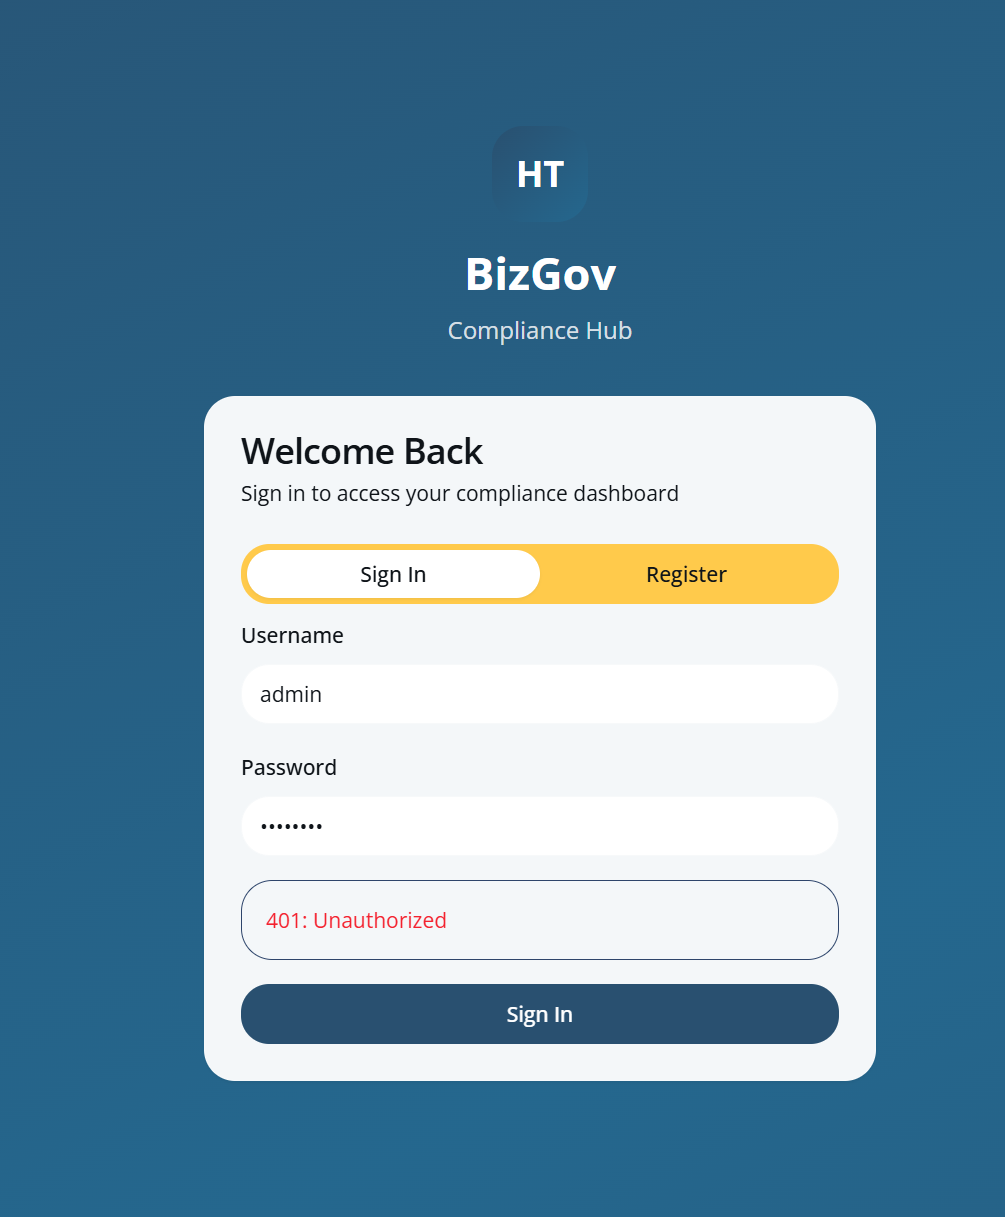 HT
BizGov
Compliance Hub
Welcome Back
Sign in to access your compliance dashboard
Sign In Register
Username
admin
Password
••••••••
401: Unauthorized
Sign In